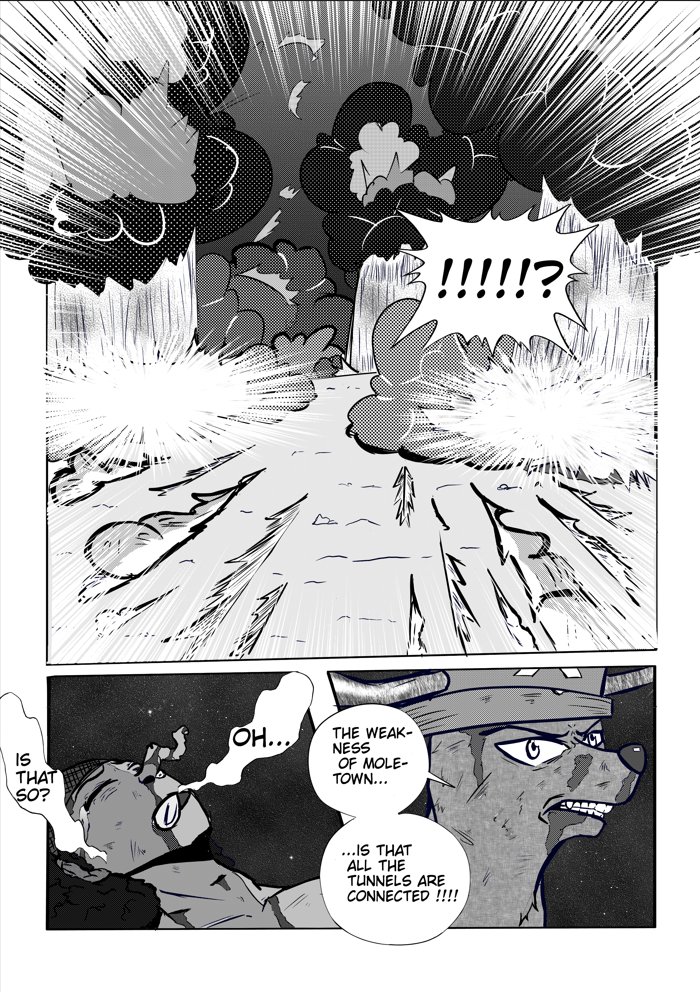 !!!!!?
THE WEAK-
NESS
OF MOLE-
TOWN...
...IS THAT
ALL THE
TUNNELS ARE
CONNECTED !!!!
OH...
IS
THAT
SO?